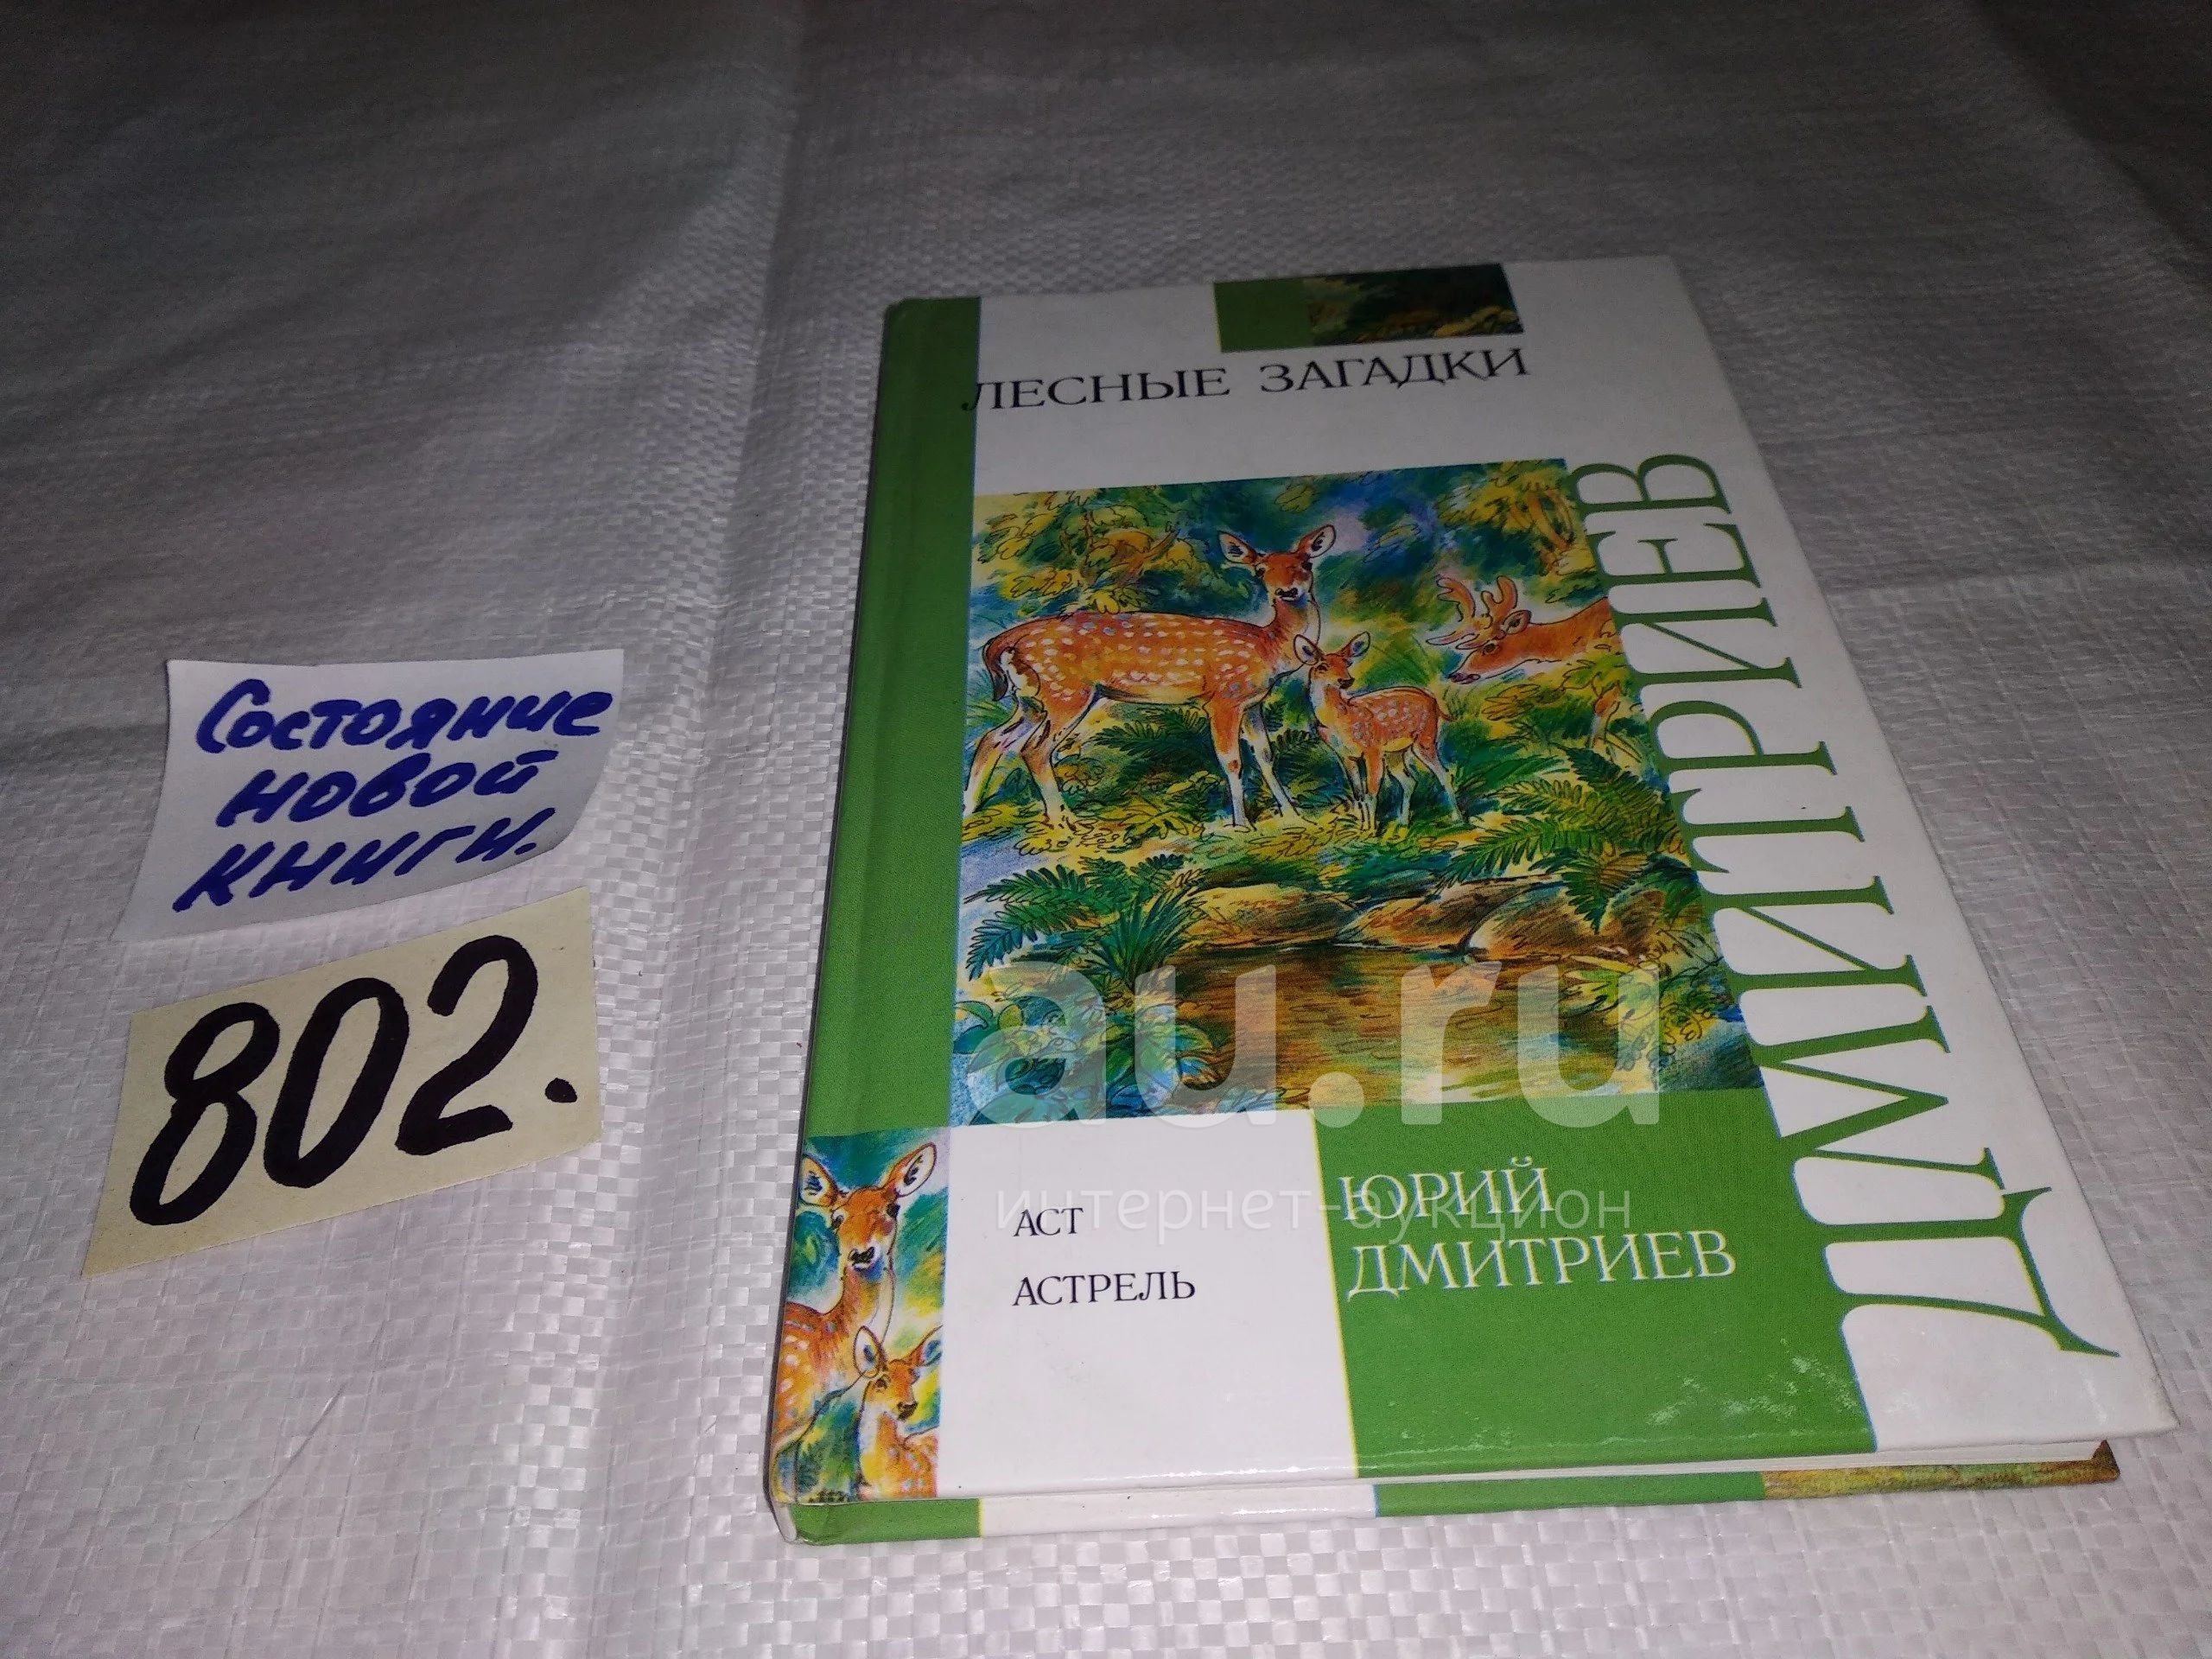 ЛЕСНЫЕ ЗАГАДКИ
ДМИТРИЕВ
Состояние
новой
книги.
802.
au.ru
интернет-аукцион
АСТ
АСТРЕЛЬ
ЮРИЙ
ДМИТРИЕВ